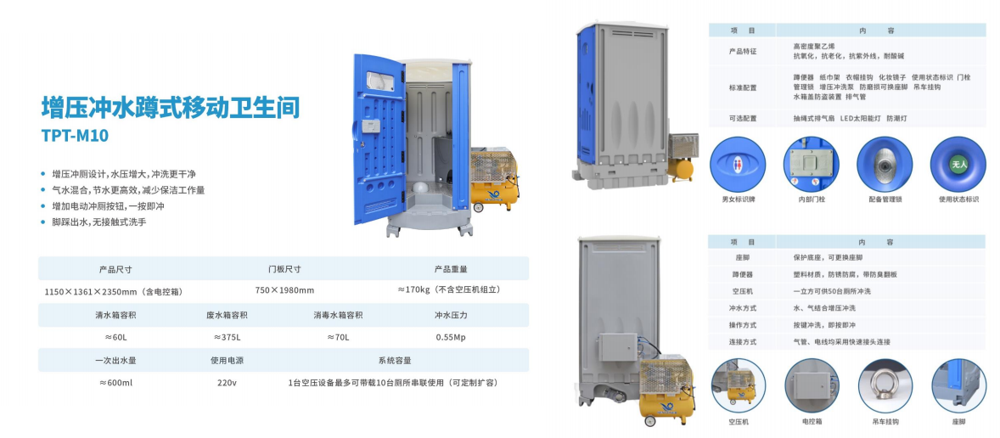 增压冲水蹲式移动卫生间
TPT-M10
增压冲厕设计，水压增大，冲洗更干净
气水混合，节水更高效，减少保洁工作量
增加电动冲厕按钮，一按即冲
脚踩出水，无接触式洗手
产品尺寸 门板尺寸 产品重量
1150×1361×2350mm（含电控箱） 750×1980mm ≈170kg（不含空压机组立）
清水箱容积 废水箱容积 消毒水箱容积 冲水压力
≈60L ≈375L ≈70L 0.55Mp
一次出水量 使用电源 系统容量
≈600ml 220v 1台空压设备最多可带载10台厕所串联使用（可定制扩容）
项 目 内 容
产品特征 高密度聚乙烯
抗氧化，抗老化，抗紫外线，耐酸碱
标准配置 蹲便器 纸巾架 衣帽挂钩 化妆镜子 使用状态标识 门栓
管理锁 增压冲洗泵 防磨损可换座脚 吊车挂钩
水箱盖防盗装置 排气管
可选配置 抽绳式排气扇 LED太阳能灯 防潮灯
无人
男女标识牌 内部门栓 配备管理锁 使用状态标识
项 目 内 容
座脚 保护底座，可更换座脚
蹲便器 塑料材质，防锈防腐，带防臭翻板
空压机 一立方可供50台厕所冲洗
冲水方式 水、气结合增压冲洗
操作方式 按键冲洗，即按即冲
连接方式 气管、电线均采用快速接头连接
空压机 电控箱 吊车挂钩 座脚